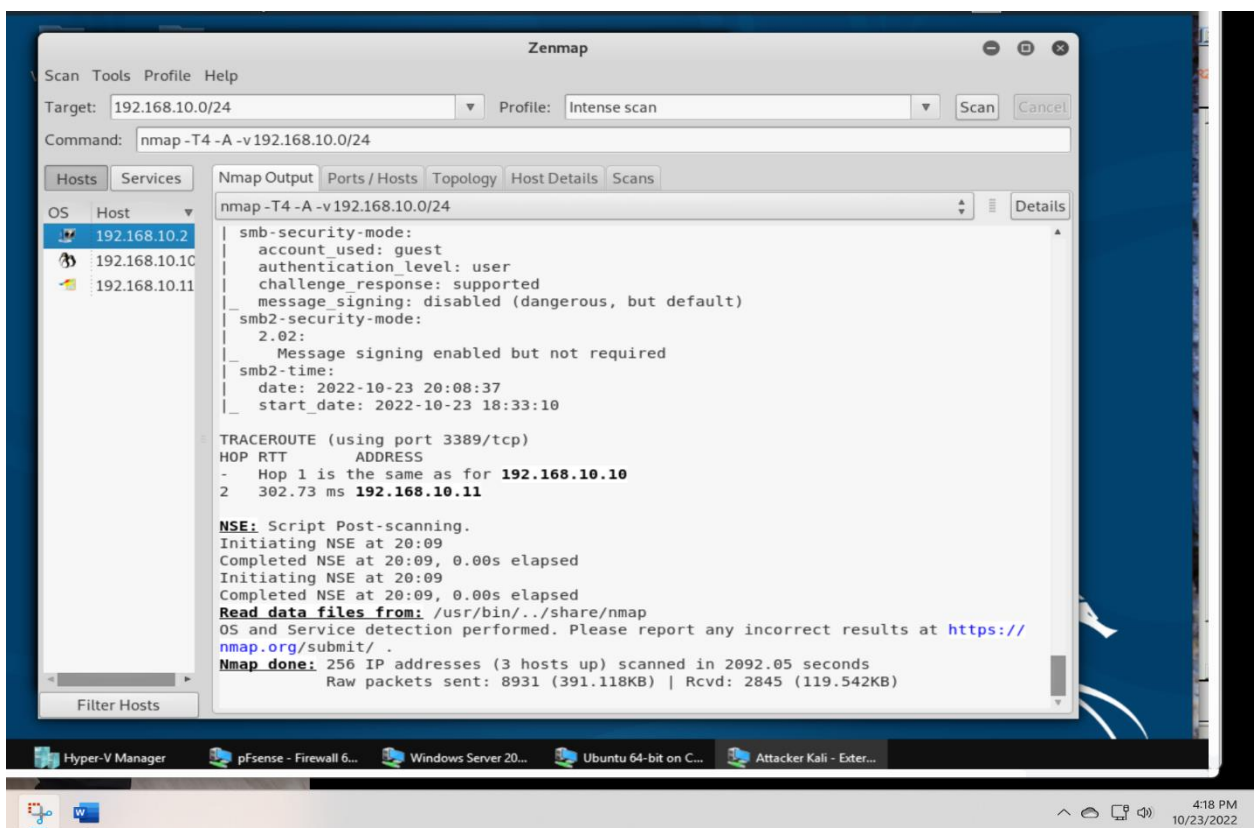 Zenmap
Scan Tools Profile Help
Target: 192.168.10.0/24 Profile: Intense scan Scan Cancel
Command: nmap -T4 -A -v 192.168.10.0/24
Hosts Services Nmap Output Ports / Hosts Topology Host Details Scans
OS Host nmap -T4 -A -v 192.168.10.0/24 Details
192.168.10.2
192.168.10.10
192.168.10.11
| smb-security-mode:
|   account_used: guest
|   authentication_level: user
|   challenge_response: supported
|_  message_signing: disabled (dangerous, but default)
| smb2-security-mode:
|   2.02:
|_    Message signing enabled but not required
| smb2-time:
|   date: 2022-10-23 20:08:37
|_  start_date: 2022-10-23 18:33:10
TRACEROUTE (using port 3389/tcp)
HOP RTT ADDRESS
- Hop 1 is the same as for 192.168.10.10
2 302.73 ms 192.168.10.11
NSE: Script Post-scanning.
Initiating NSE at 20:09
Completed NSE at 20:09, 0.00s elapsed
Initiating NSE at 20:09
Completed NSE at 20:09, 0.00s elapsed
Read data files from: /usr/bin/../share/nmap
OS and Service detection performed. Please report any incorrect results at https://
nmap.org/submit/ .
Nmap done: 256 IP addresses (3 hosts up) scanned in 2092.05 seconds
Raw packets sent: 8931 (391.118KB) | Rcvd: 2845 (119.542KB)
Filter Hosts
Hyper-V Manager pFsense - Firewall 6... Windows Server 20... Ubuntu 64-bit on C... Attacker Kali - Exter...
4:18 PM
10/23/2022